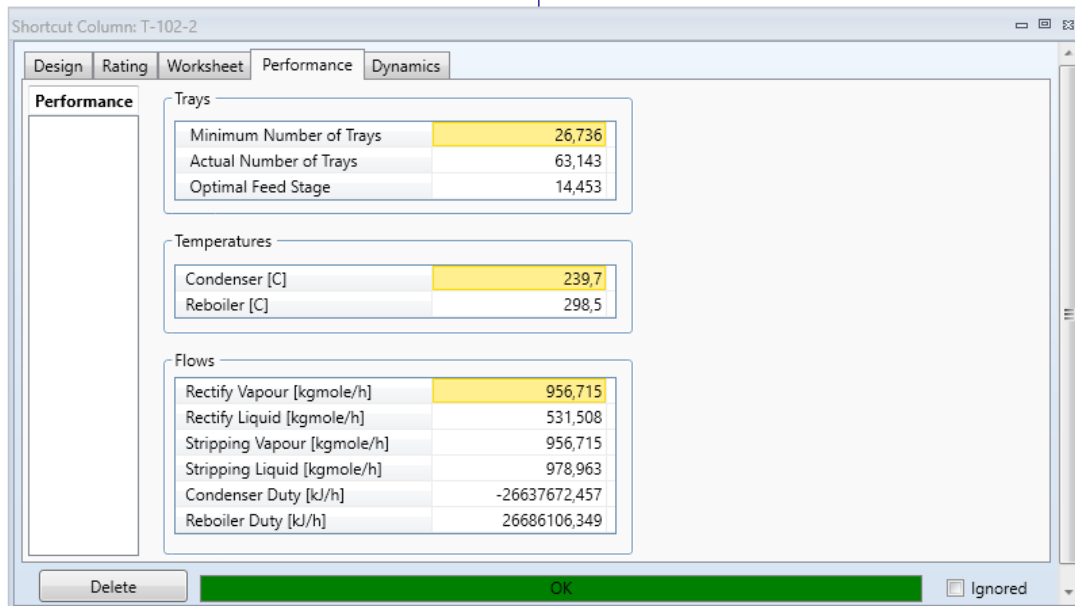 Shortcut Column: T-102-2
Design Rating Worksheet Performance Dynamics
Performance
Trays
Minimum Number of Trays 26,736
Actual Number of Trays 63,143
Optimal Feed Stage 14,453
Temperatures
Condenser [C] 239,7
Reboiler [C] 298,5
Flows
Rectify Vapour [kgmole/h] 956,715
Rectify Liquid [kgmole/h] 531,508
Stripping Vapour [kgmole/h] 956,715
Stripping Liquid [kgmole/h] 978,963
Condenser Duty [kJ/h] -26637672,457
Reboiler Duty [kJ/h] 26686106,349
Delete OK Ignored